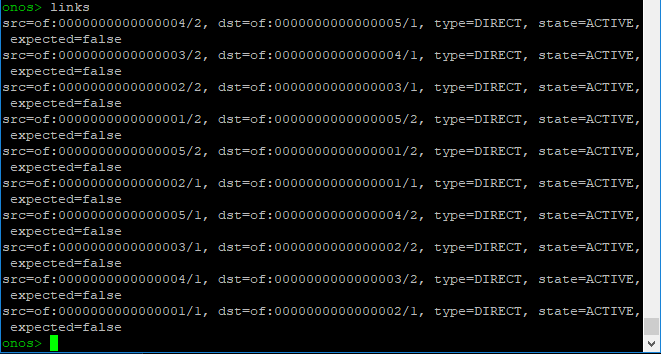 onos> links
src=of:0000000000000004/2, dst=of:0000000000000005/1, type=DIRECT, state=ACTIVE,
expected=false
src=of:0000000000000003/2, dst=of:0000000000000004/1, type=DIRECT, state=ACTIVE,
expected=false
src=of:0000000000000002/2, dst=of:0000000000000003/1, type=DIRECT, state=ACTIVE,
expected=false
src=of:0000000000000001/2, dst=of:0000000000000005/2, type=DIRECT, state=ACTIVE,
expected=false
src=of:0000000000000005/2, dst=of:0000000000000001/2, type=DIRECT, state=ACTIVE,
expected=false
src=of:0000000000000002/1, dst=of:0000000000000001/1, type=DIRECT, state=ACTIVE,
expected=false
src=of:0000000000000005/1, dst=of:0000000000000004/2, type=DIRECT, state=ACTIVE,
expected=false
src=of:0000000000000003/1, dst=of:0000000000000002/2, type=DIRECT, state=ACTIVE,
expected=false
src=of:0000000000000004/1, dst=of:0000000000000003/2, type=DIRECT, state=ACTIVE,
expected=false
src=of:0000000000000001/1, dst=of:0000000000000002/1, type=DIRECT, state=ACTIVE,
expected=false
onos>